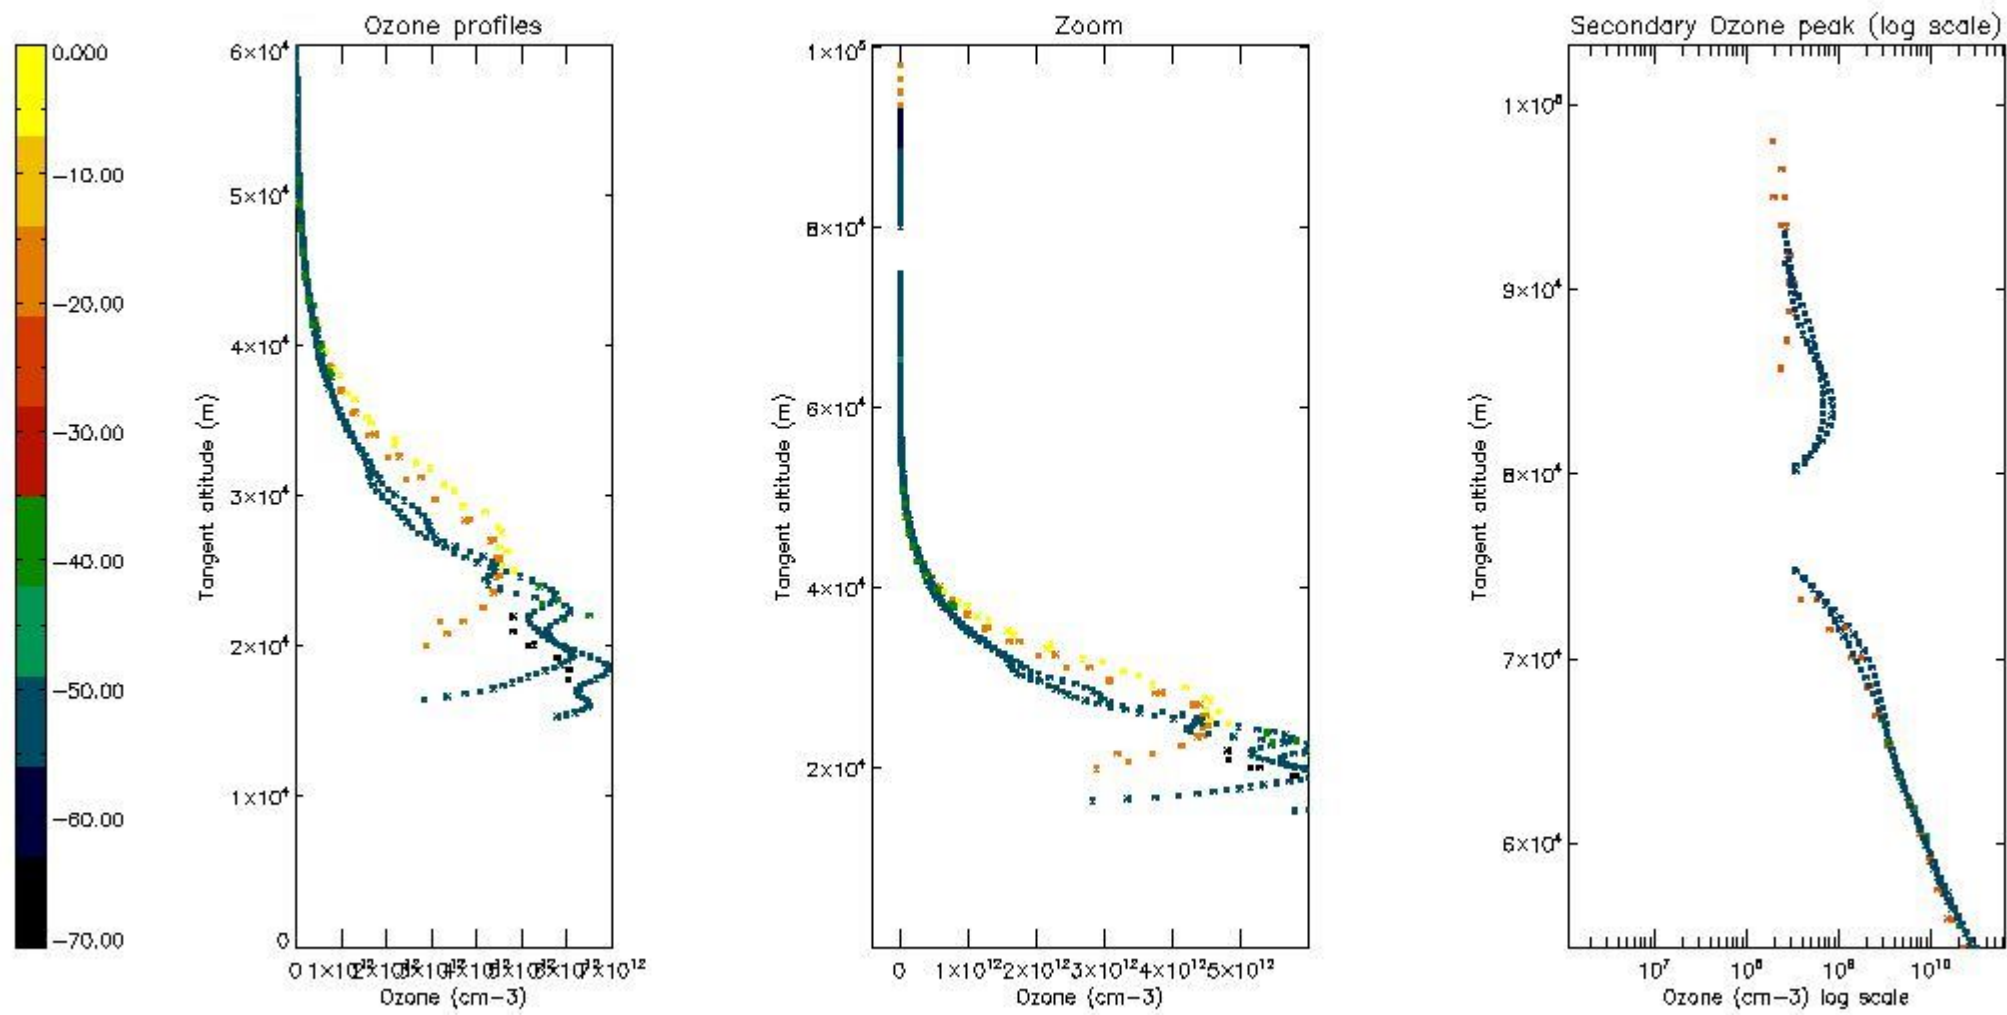 Ozone profiles
Zoom
Secondary Ozone peak (log scale)
0.000
-10.00
-20.00
-30.00
-40.00
-50.00
-60.00
-70.00
6×10⁴
5×10⁴
4×10⁴
3×10⁴
2×10⁴
1×10⁴
0
Tangent altitude (m)
0
7×10¹²
Ozone (cm-3)
1×10⁵
8×10⁴
6×10⁴
4×10⁴
2×10⁴
Tangent altitude (m)
0 1×10¹² 2×10¹² 3×10¹² 4×10¹² 5×10¹²
Ozone (cm-3)
9×10⁴
8×10⁴
7×10⁴
6×10⁴
Tangent altitude (m)
10⁷ 10⁸ 10⁹ 10¹⁰
Ozone (cm-3) log scale